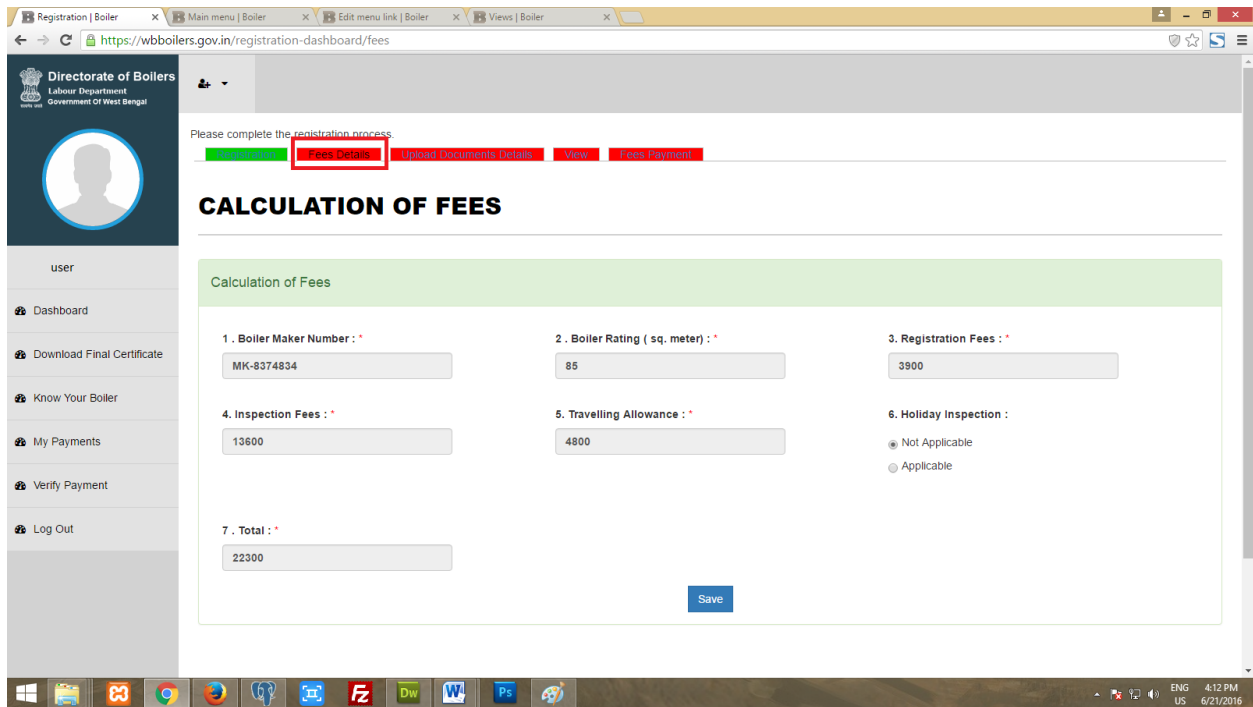 Registration | Boiler
Main menu | Boiler
Edit menu link | Boiler
Views | Boiler
https://wbboilers.gov.in/registration-dashboard/fees
Directorate of Boilers
Labour Department
Government Of West Bengal
Please complete the registration process.
Registration Fees Details Upload Documents Details View Fees Payment
CALCULATION OF FEES
user
Dashboard
Download Final Certificate
Know Your Boiler
My Payments
Verify Payment
Log Out
Calculation of Fees
1 . Boiler Maker Number : * 2 . Boiler Rating ( sq. meter) : * 3. Registration Fees : *
MK-8374834 85 3900
4. Inspection Fees : * 5. Travelling Allowance : * 6. Holiday Inspection :
13600 4800 Not Applicable
Applicable
7 . Total : *
22300
Save
Dw W Ps
ENG 4:12 PM
US 6/21/2016